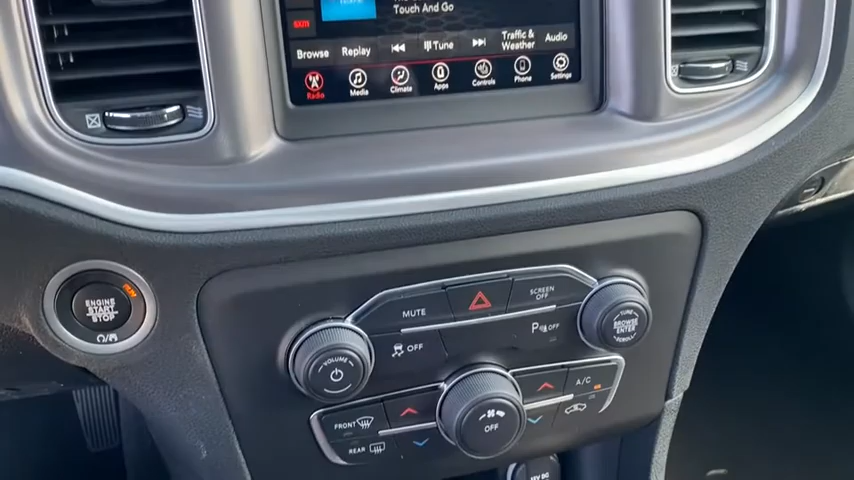 Touch And Go
SXM
Browse Replay Tune Traffic & Weather Audio
Radio Media Climate Apps Controls Phone Settings
ENGINE
START
STOP
MUTE
SCREEN
OFF
OFF
P OFF
VOLUME
TUNE
BROWSE
ENTER
SCROLL
A/C
FRONT
OFF
REAR